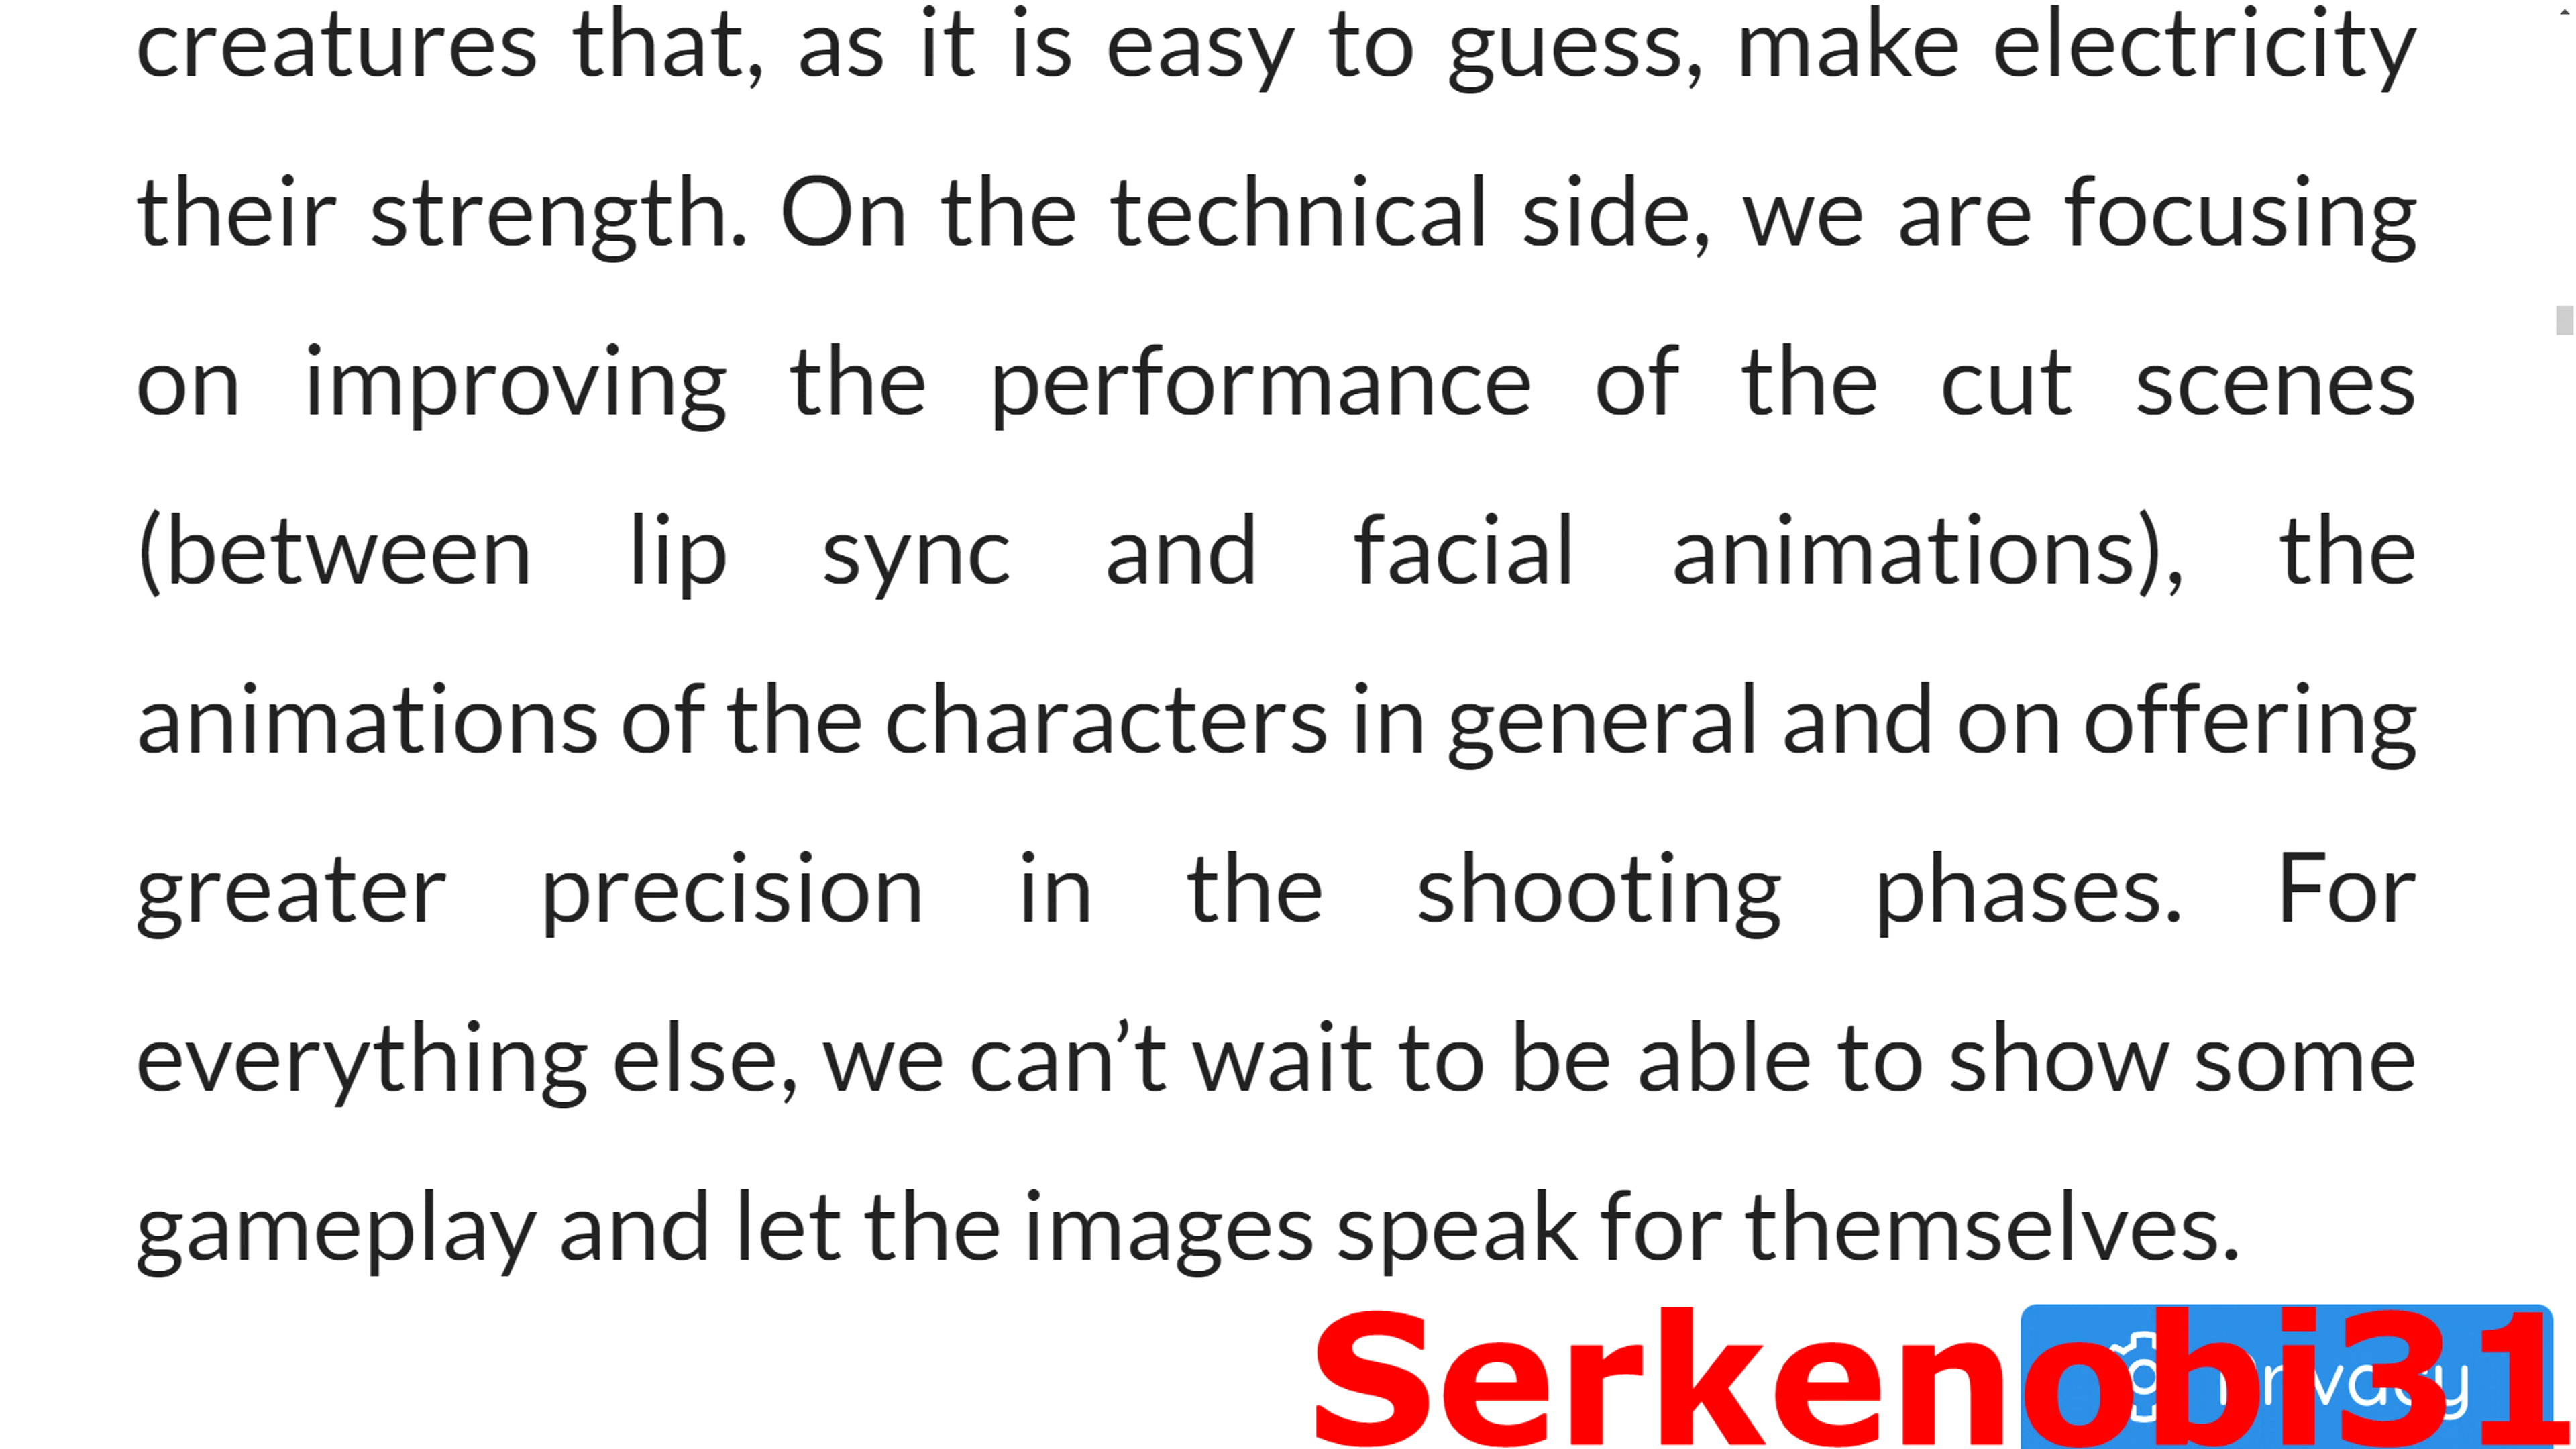 creatures that, as it is easy to guess, make electricity
their strength. On the technical side, we are focusing
on improving the performance of the cut scenes
(between lip sync and facial animations), the
animations of the characters in general and on offering
greater precision in the shooting phases. For
everything else, we can’t wait to be able to show some
gameplay and let the images speak for themselves.
Serkenobi31
Privacy